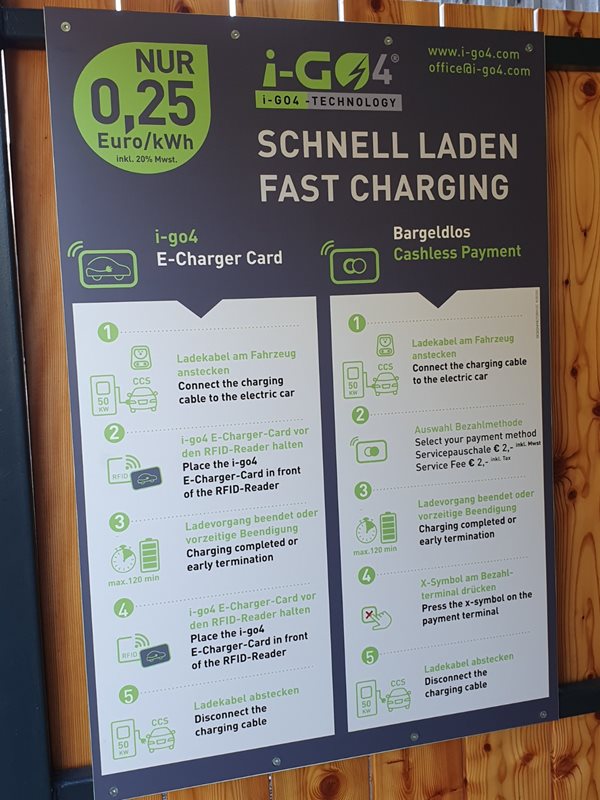 NUR
0,25
Euro/kWh
inkl. 20% Mwst.
i-GO4®
i-GO4 -TECHNOLOGY
www.i-go4.com
office@i-go4.com
SCHNELL LADEN
FAST CHARGING
i-go4
E-Charger Card
1
Ladekabel am Fahrzeug
anstecken
Connect the charging
cable to the electric car
CCS
50
KW
2
i-go4 E-Charger-Card vor
den RFID-Reader halten
Place the i-go4
E-Charger-Card in front
of the RFID-Reader
RFID
3
Ladevorgang beendet oder
vorzeitige Beendigung
Charging completed or
early termination
max.120 min
4
i-go4 E-Charger-Card vor
den RFID-Reader halten
Place the i-go4
E-Charger-Card in front
of the RFID-Reader
RFID
5
Ladekabel abstecken
Disconnect the
charging cable
CCS
50
KW
Bargeldlos
Cashless Payment
1
Ladekabel am Fahrzeug
anstecken
Connect the charging cable
to the electric car
CCS
50
KW
2
Auswahl Bezahlmethode
Select your payment method
Servicepauschale € 2,- inkl. Mwst
Service Fee € 2,- inkl. Tax
3
Ladevorgang beendet oder
vorzeitige Beendigung
Charging completed or
early termination
max.120 min
4
X-Symbol am Bezahl-
terminal drücken
Press the x-symbol on the
payment terminal
5
Ladekabel abstecken
Disconnect the
charging cable
CCS
50
KW